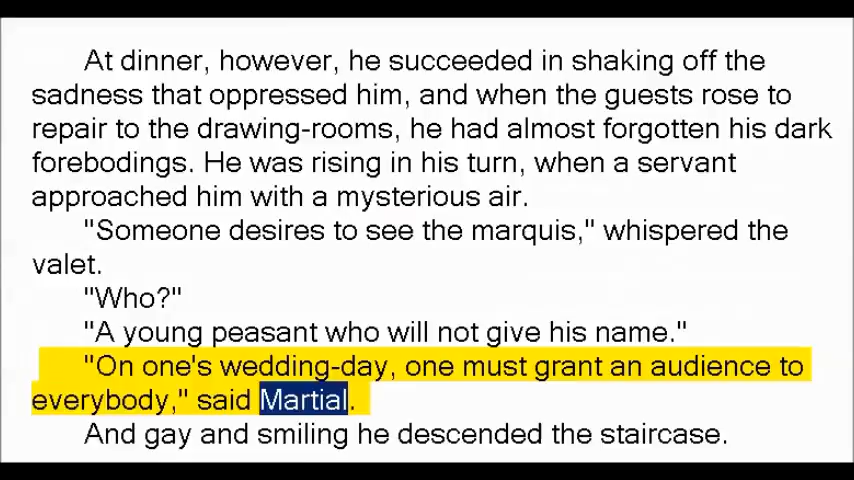 At dinner, however, he succeeded in shaking off the
sadness that oppressed him, and when the guests rose to
repair to the drawing-rooms, he had almost forgotten his dark
forebodings. He was rising in his turn, when a servant
approached him with a mysterious air.
"Someone desires to see the marquis," whispered the
valet.
"Who?"
"A young peasant who will not give his name."
"On one's wedding-day, one must grant an audience to
everybody," said Martial.
And gay and smiling he descended the staircase.